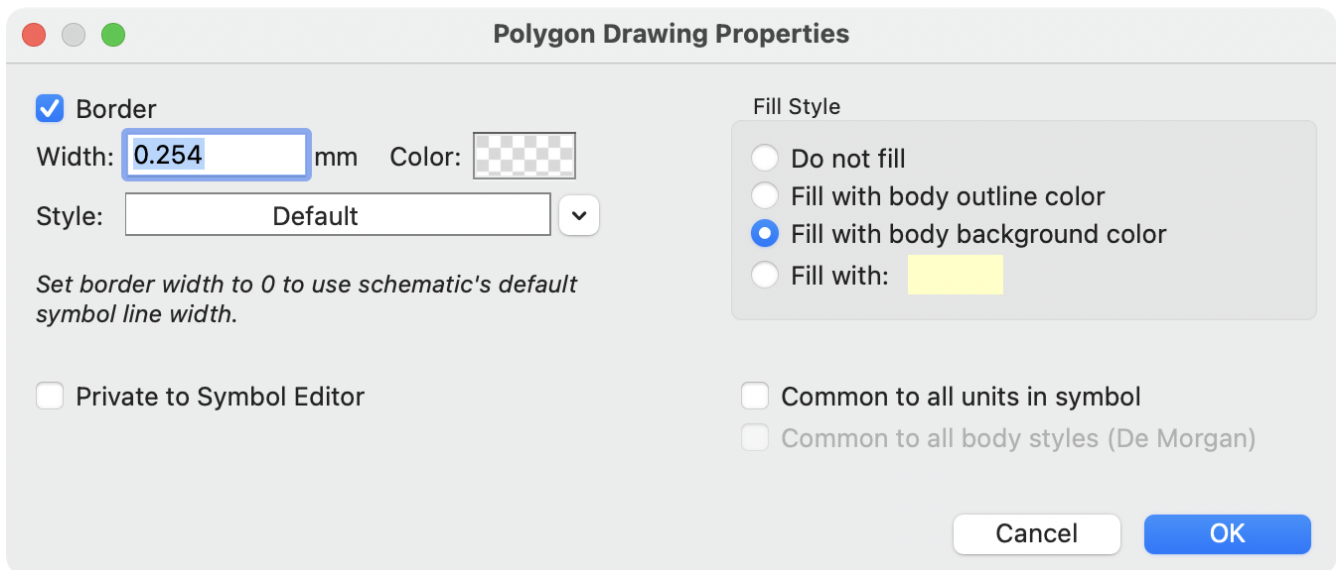 Polygon Drawing Properties
Border
Width: 0.254 mm Color:
Style: Default
Set border width to 0 to use schematic's default
symbol line width.
Private to Symbol Editor
Fill Style
Do not fill
Fill with body outline color
Fill with body background color
Fill with:
Common to all units in symbol
Common to all body styles (De Morgan)
Cancel OK